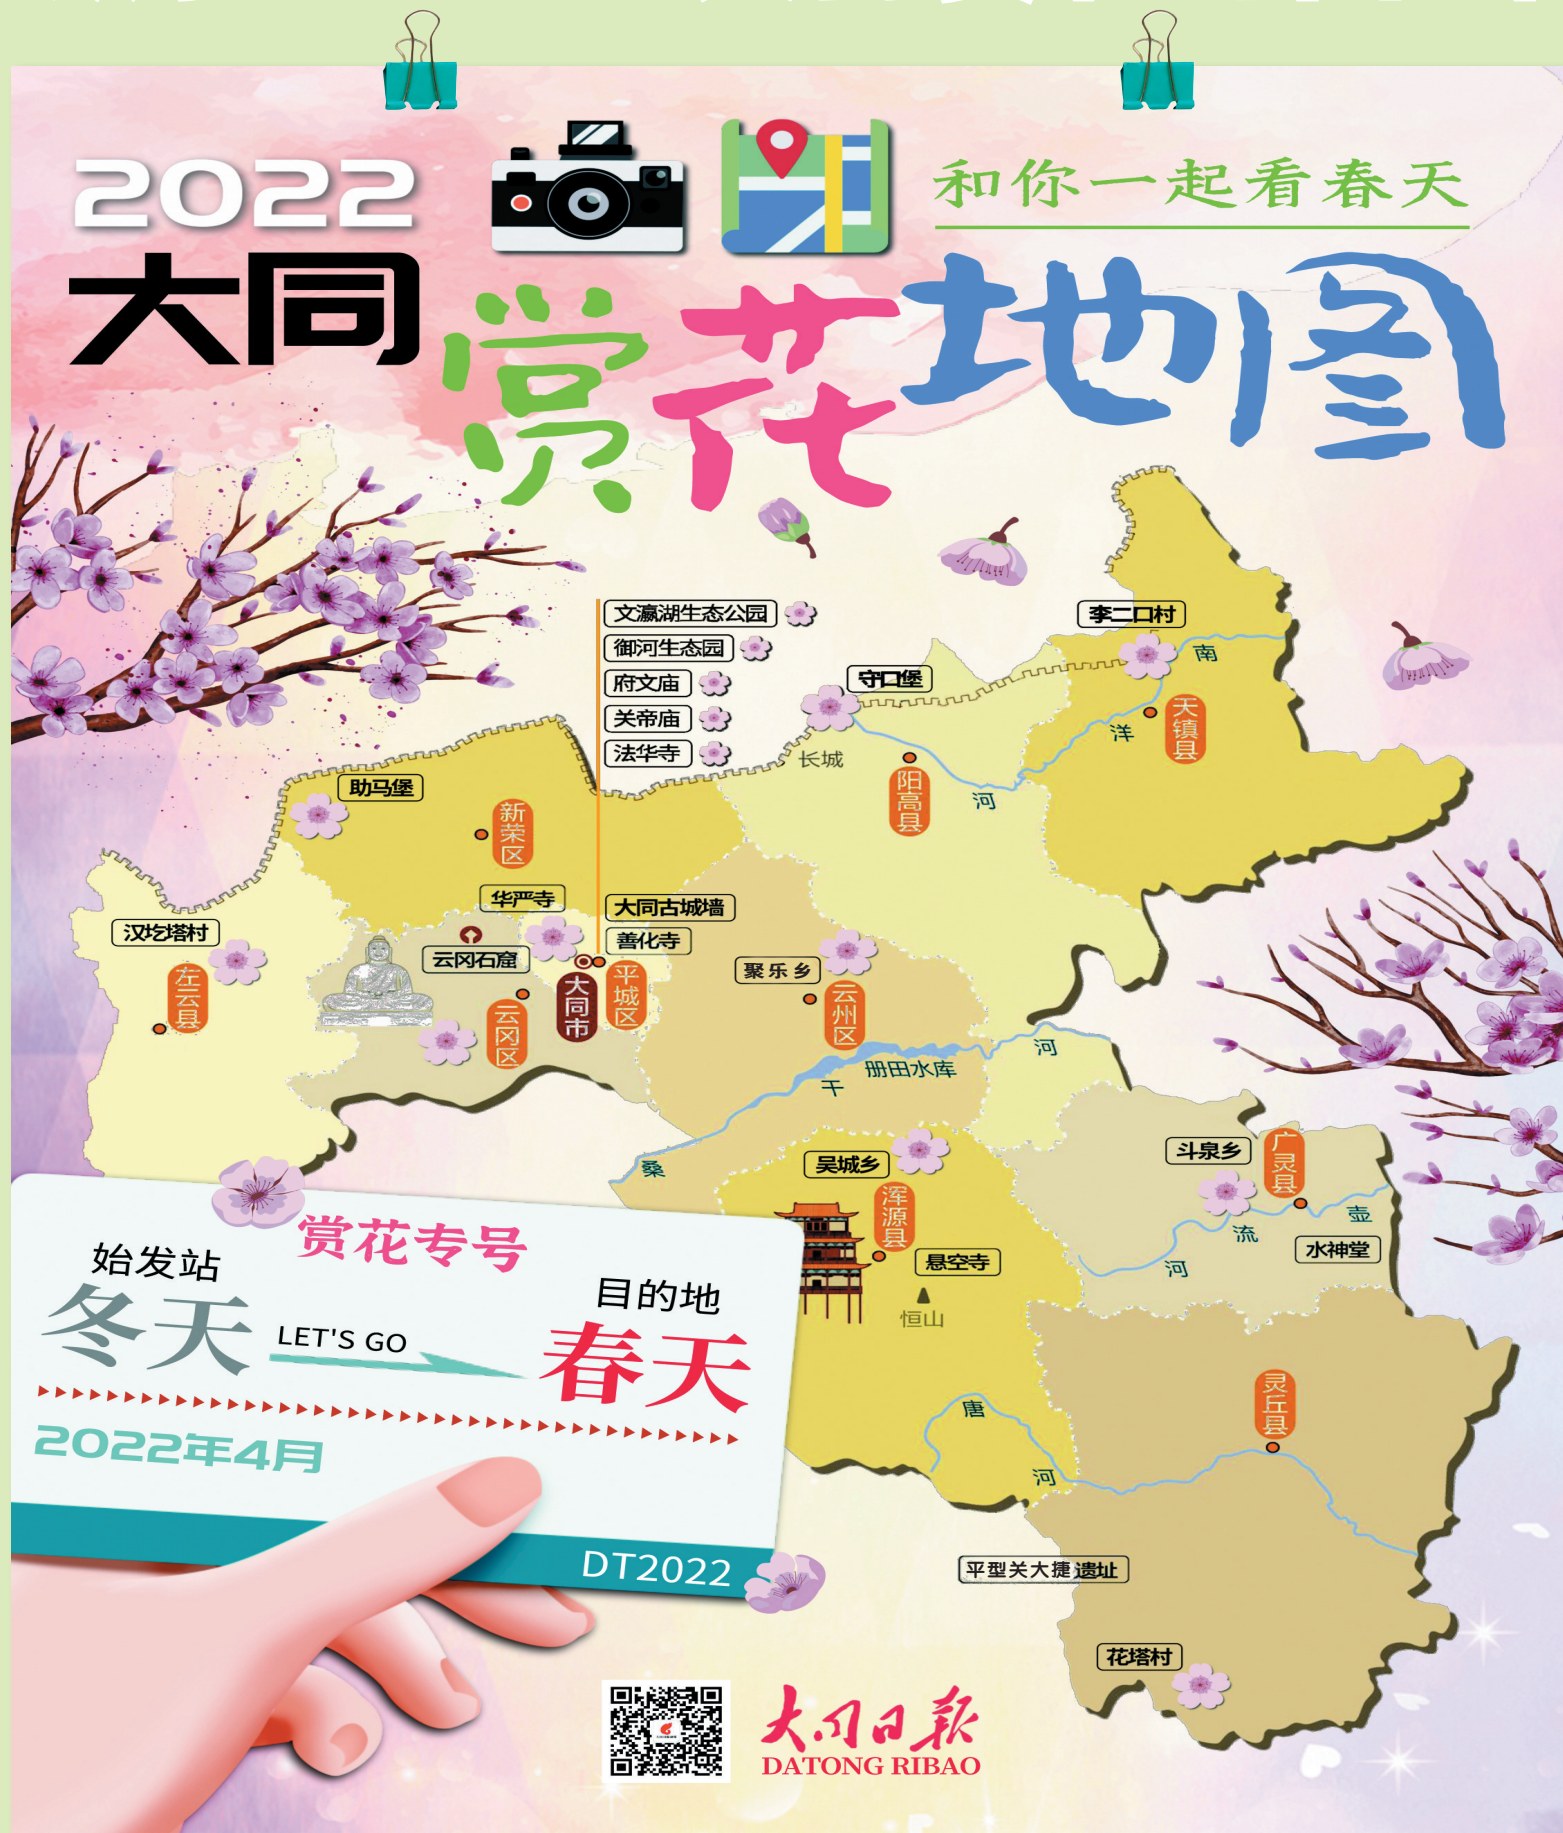 2022
大同
赏花地图
和你一起看春天
文瀛湖生态公园
御河生态园
府文庙
关帝庙
法华寺
李二口村
南
洋
河
天镇县
守口堡
长城
阳高县
助马堡
新荣区
华严寺
大同古城墙
善化寺
云冈石窟
汉圪塔村
左云县
云冈区
大同市
平城区
聚乐乡
云州区
册田水库
桑
干
河
吴城乡
浑源县
悬空寺
恒山
斗泉乡
广灵县
壶
流
河
水神堂
唐
河
灵丘县
平型关大捷遗址
花塔村
赏花专号
始发站
冬天
LET'S GO
目的地
春天
2022年4月
DT2022
大同日报
DATONG RIBAO